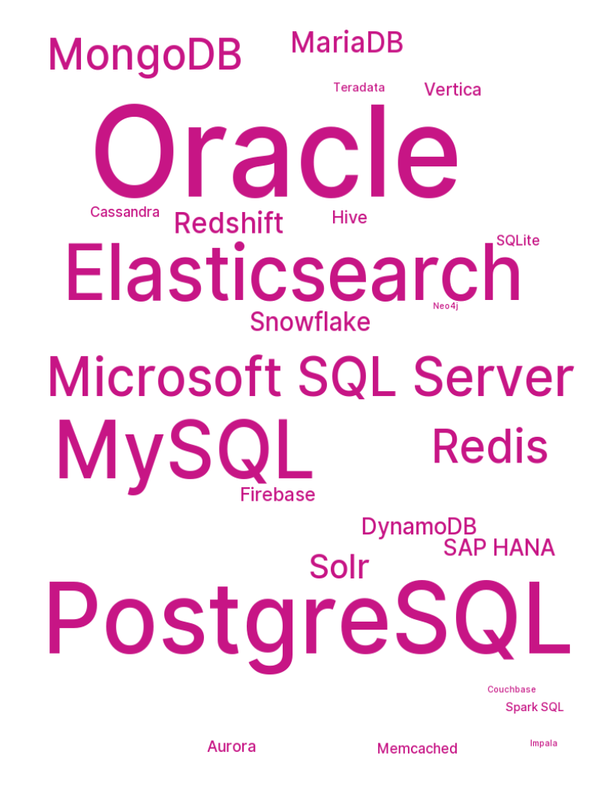 MongoDB
MariaDB
Teradata
Vertica
Oracle
Cassandra
Redshift
Hive
SQLite
Elasticsearch
Neo4j
Snowflake
Microsoft SQL Server
MySQL
Redis
Firebase
DynamoDB
SAP HANA
Solr
PostgreSQL
Couchbase
Spark SQL
Aurora
Memcached
Impala